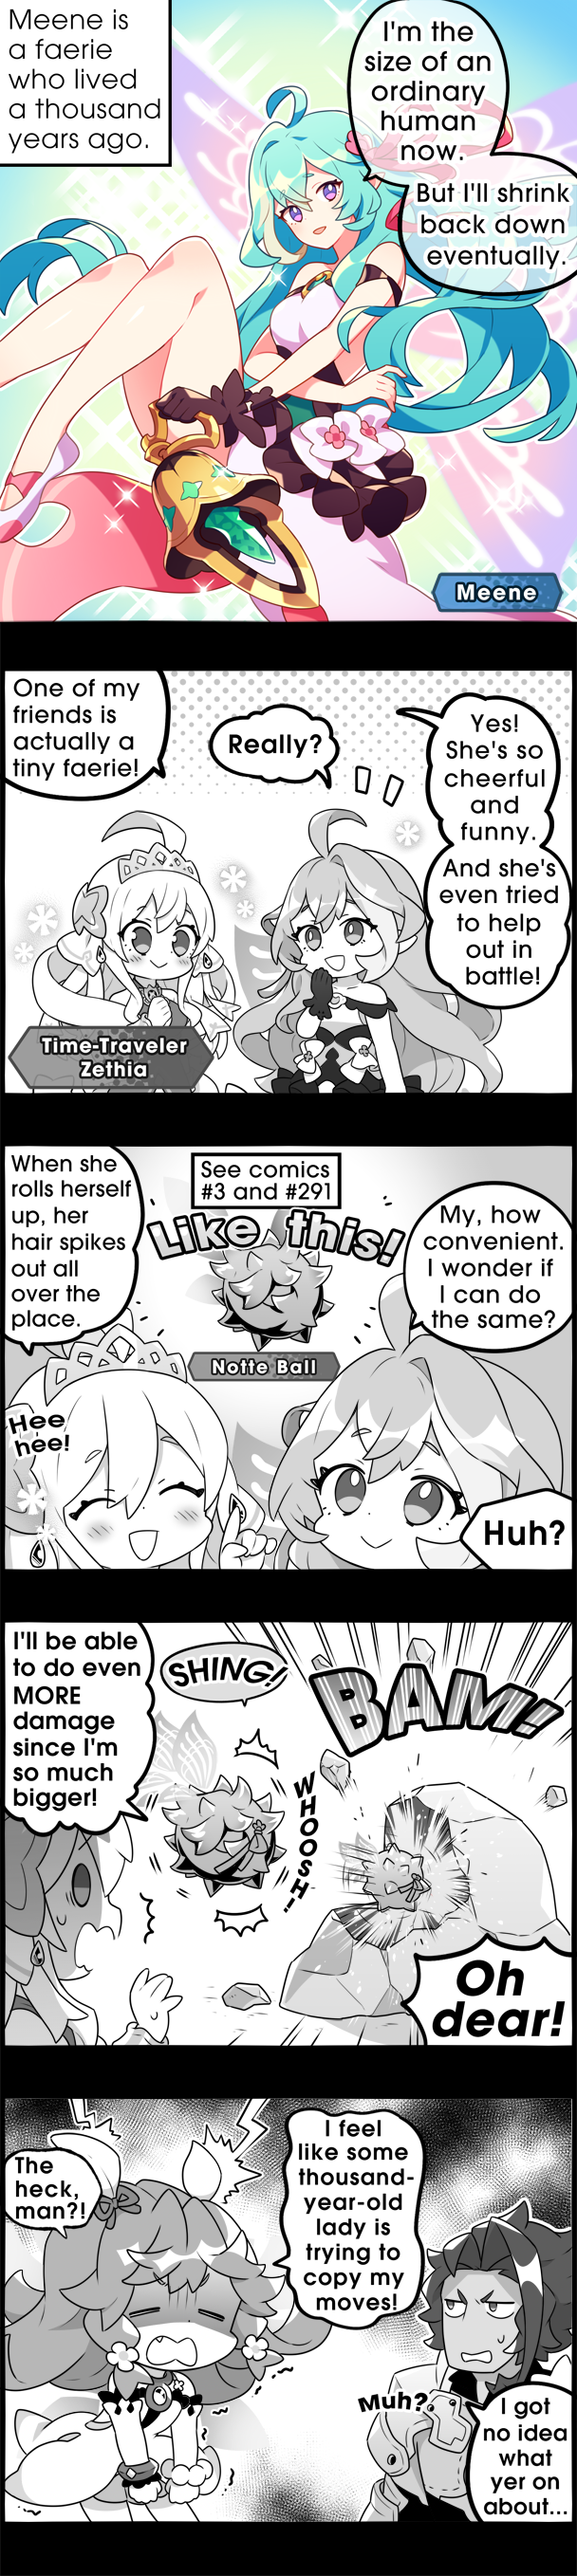 Meene is
a faerie
who lived
a thousand
years ago.
I'm the
size of an
ordinary
human
now.
But I'll shrink
back down
eventually.
Meene
One of my
friends is
actually a
tiny faerie!
Really?
Yes!
She's so
cheerful
and
funny.
And she's
even tried
to help
out in
battle!
Time-Traveler
Zethia
When she
rolls herself
up, her
hair spikes
out all
over the
place.
See comics
#3 and #291
Like this!
Notte Ball
My, how
convenient.
I wonder if
I can do
the same?
Hee
hee!
Huh?
I'll be able
to do even
MORE
damage
since I'm
so much
bigger!
SHING!
WHOOSH!
BAM!
Oh
dear!
The
heck,
man?!
I feel
like some
thousand-
year-old
lady is
trying to
copy my
moves!
Muh?
I got
no idea
what
yer on
about...